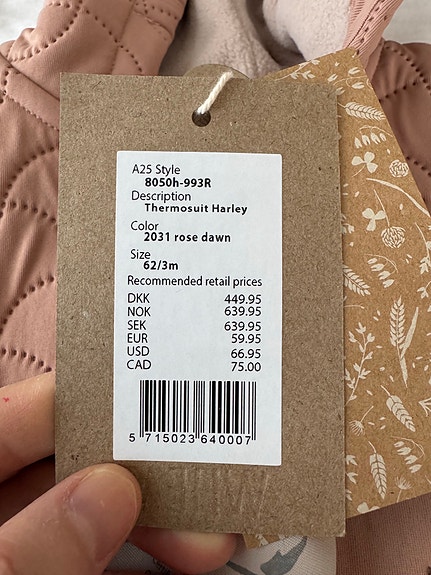 A25 Style
8050h-993R
Description
Thermosuit Harley
Color
2031 rose dawn
Size
62/3m
Recommended retail prices
DKK 449.95
NOK 639.95
SEK 639.95
EUR 59.95
USD 66.95
CAD 75.00
5 715023 640007